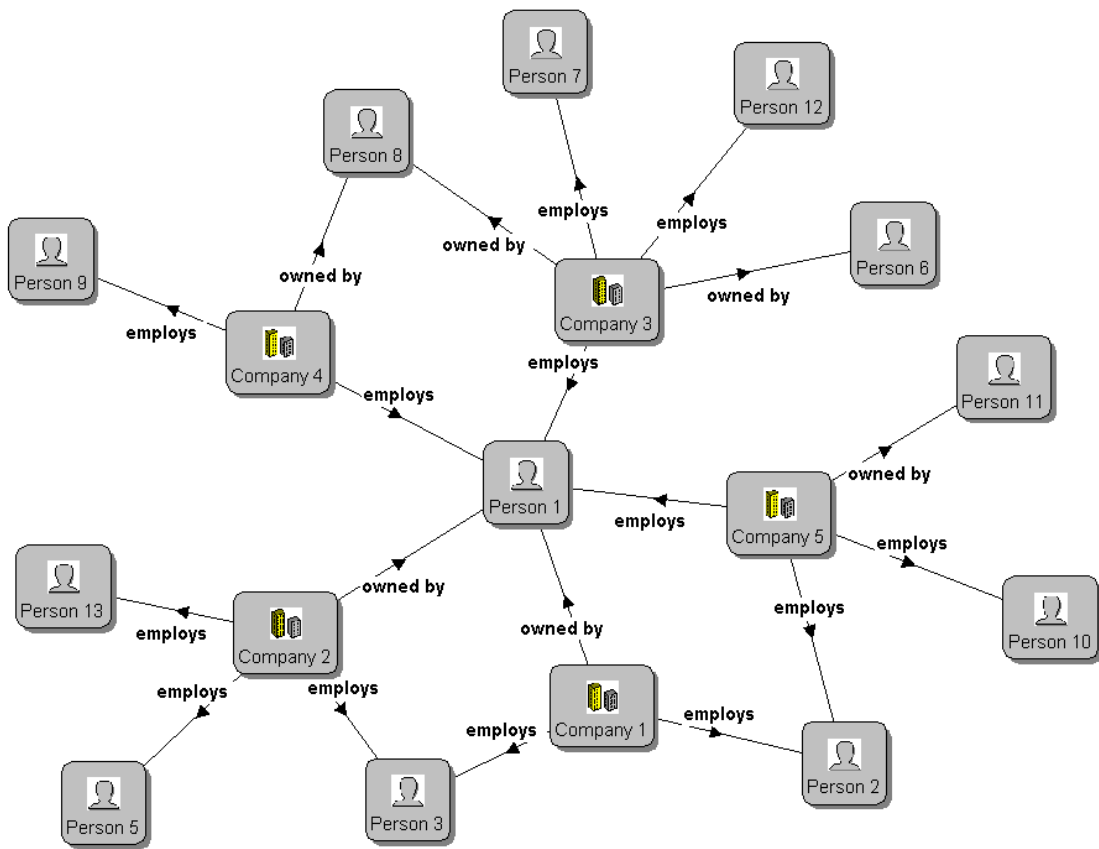 Person 7
Person 12
Person 8
employs
employs
owned by
Person 6
Person 9
owned by
owned by
employs
Company 3
Company 4
employs
employs
Person 11
owned by
Person 1
employs
Company 5
employs
owned by
employs
Person 13
employs
owned by
Person 10
Company 2
employs
employs
employs
employs
Company 1
Person 2
Person 5
Person 3